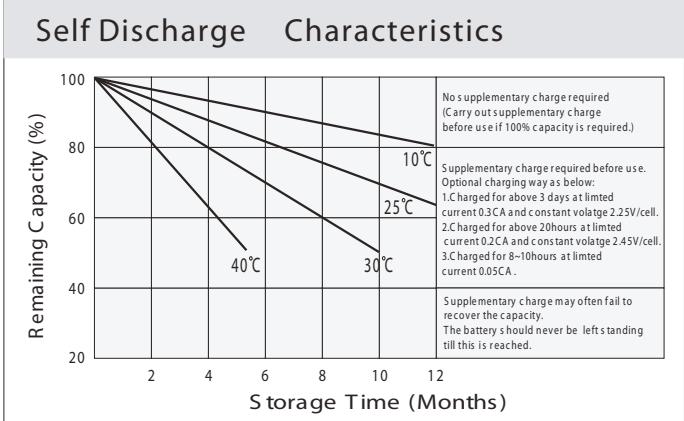 Self Discharge Characteristics
Remaining Capacity (%)
100
80
60
40
20
10℃
25℃
30℃
40℃
No supplementary charge required
(Carry out supplementary charge
before use if 100% capacity is required.)
Supplementary charge required before use.
Optional charging way as below:
1.Charged for above 3 days at limted
current 0.3CA and constant volatge 2.25V/cell.
2.Charged for above 20hours at limted
current 0.2CA and constant volatge 2.45V/cell.
3.Charged for 8~10hours at limted
current 0.05CA.
Supplementary charge may often fail to
recover the capacity.
The battery should never be left standing
till this is reached.
2 4 6 8 10 12
Storage Time (Months)